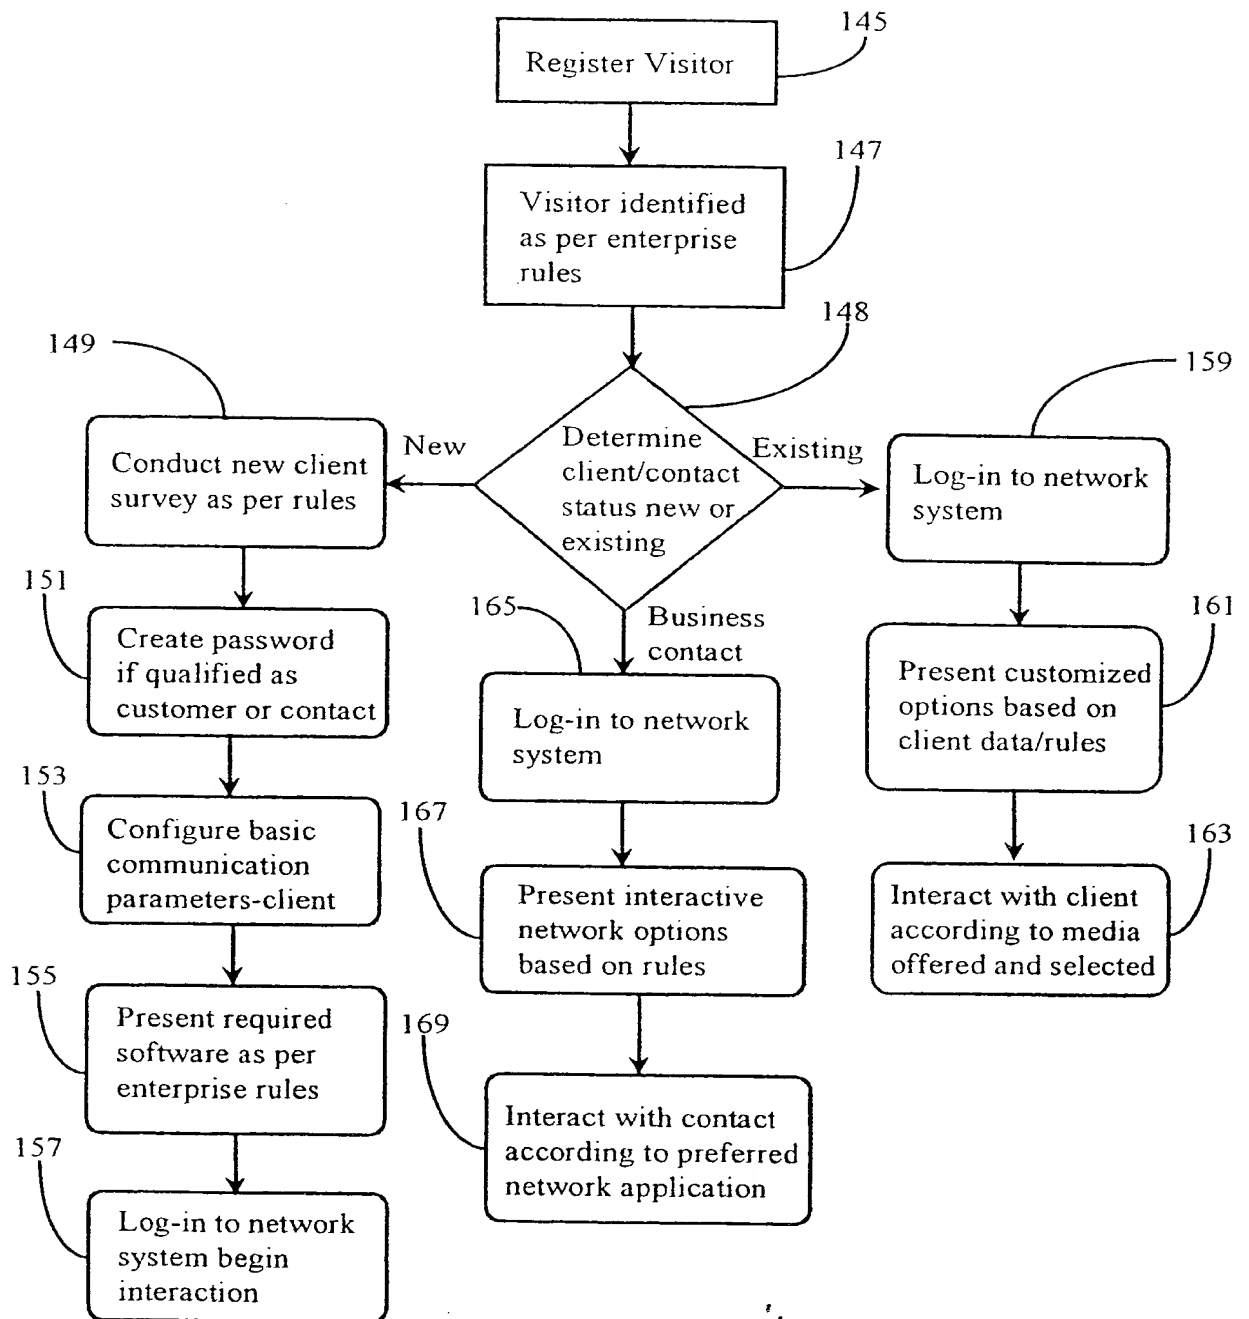 145
Register Visitor
147
Visitor identified
as per enterprise
rules
148
149
159
New
Determine
client/contact
status new or
existing
Existing
Conduct new client
survey as per rules
Log-in to network
system
151
Create password
if qualified as
customer or contact
165
Business
contact
161
Present customized
options based on
client data/rules
Log-in to network
system
153
Configure basic
communication
parameters-client
167
Present interactive
network options
based on rules
163
Interact with client
according to media
offered and selected
155
Present required
software as per
enterprise rules
169
Interact with contact
according to preferred
network application
157
Log-in to network
system begin
interaction